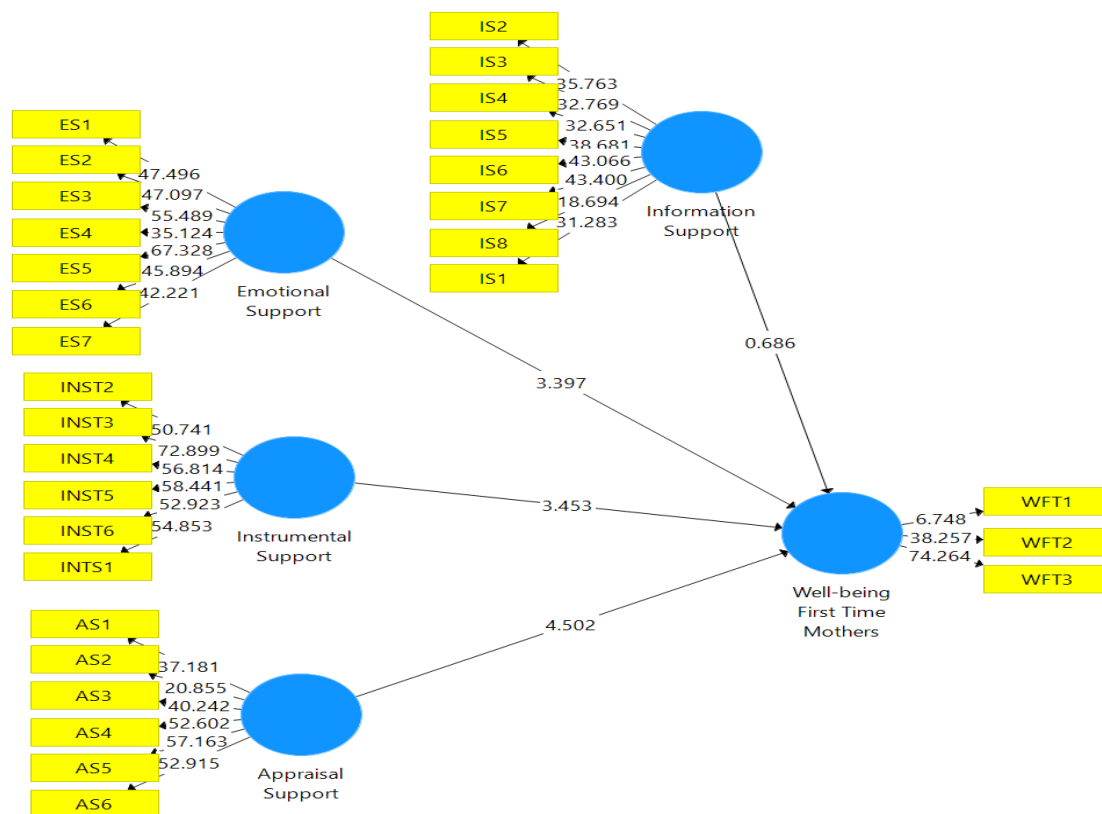 IS2
IS3
IS4
IS5
IS6
IS7
IS8
IS1
35.763
32.769
32.651
38.681
43.066
43.400
18.694
31.283
Information
Support
ES1
ES2
ES3
ES4
ES5
ES6
ES7
47.496
47.097
55.489
35.124
67.328
45.894
42.221
Emotional
Support
0.686
3.397
INST2
INST3
INST4
INST5
INST6
INTS1
50.741
72.899
56.814
58.441
52.923
54.853
Instrumental
Support
3.453
WFT1
WFT2
WFT3
6.748
38.257
74.264
Well-being
First Time
Mothers
4.502
AS1
AS2
AS3
AS4
AS5
AS6
37.181
20.855
40.242
52.602
57.163
52.915
Appraisal
Support